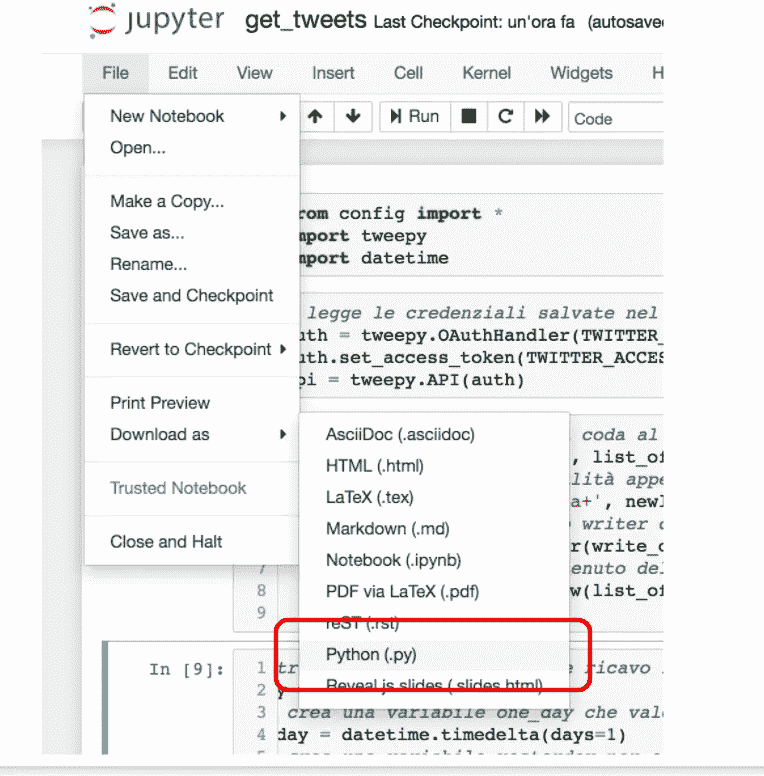 jupyter get_tweets Last Checkpoint: un'ora fa (autosaved
File Edit View Insert Cell Kernel Widgets H
New Notebook
Run
Code
Open...
Make a Copy...
Save as...
Rename...
Save and Checkpoint
Revert to Checkpoint
Print Preview
Download as
Trusted Notebook
Close and Halt
rom config import *
mport tweepy
mport datetime
legge le credenziali salvate nel
uth = tweepy.OAuthHandler(TWITTER_
uth.set_access_token(TWITTER_ACCES
pi = tweepy.API(auth)
AsciiDoc (.asciidoc)
HTML (.html)
LaTeX (.tex)
Markdown (.md)
Notebook (.ipynb)
PDF via LaTeX (.pdf)
reST (.rst)
Python (.py)
Reveal.js slides (.slides.html)
coda al
, list_of
lità appe
a+', newl
writer
r(write_o
7 enuto del
8 w(list_of
9
In [9]:
1 tr e ricavo
2 y
3 crea una variabile one_day che val
4 day = datetime.timedelta(days=1)